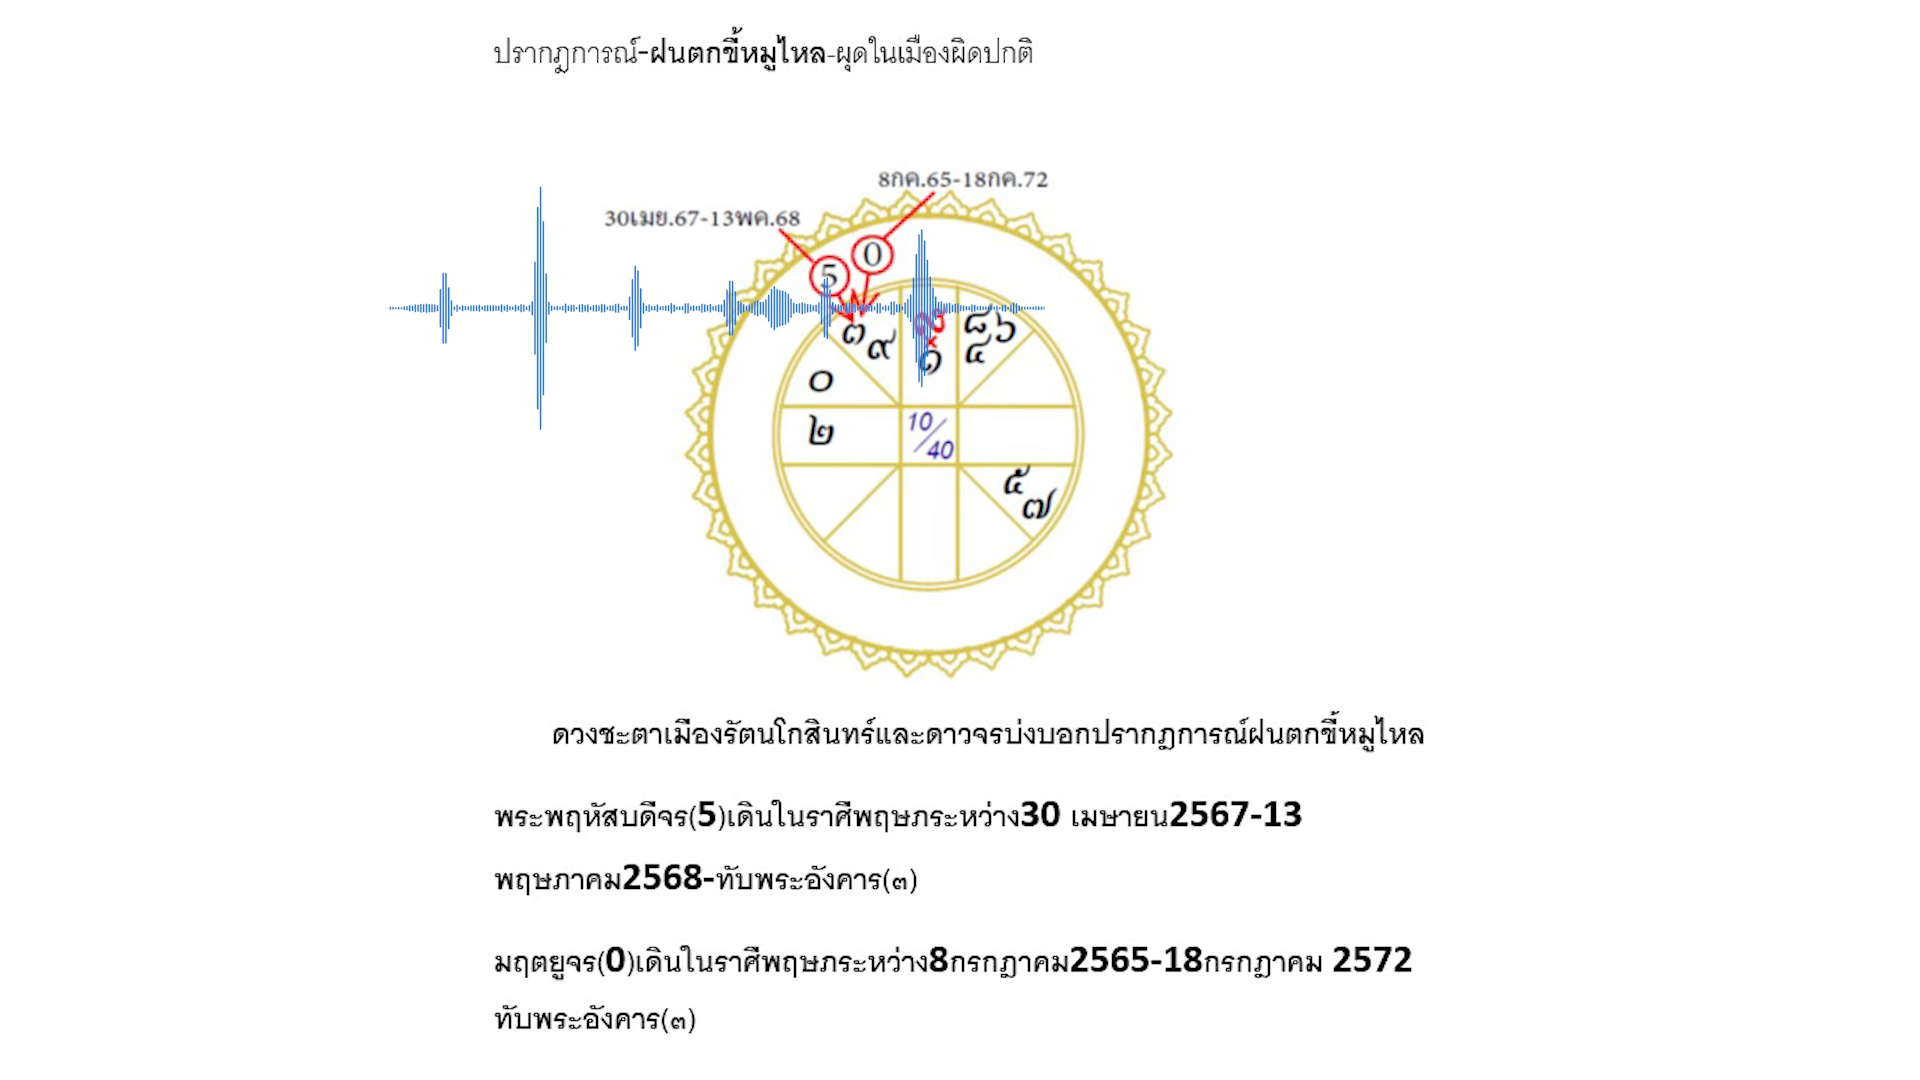 ปรากฏการณ์-ฝนตกขี้หมูไหล-ผุดในเมืองผิดปกติ
8กค.65-18กค.72
30เมย.67-13พค.68
5 0
๓ ๙ ๑ ๘ ๖ ๔
๐
๒
10/40
๕ ๗
ดวงชะตาเมืองรัตนโกสินทร์และดาวจรบ่งบอกปรากฏการณ์ฝนตกขี้หมูไหล
พระพฤหัสบดีจร(5)เดินในราศีพฤษภระหว่าง30 เมษายน2567-13
พฤษภาคม2568-ทับพระอังคาร(๓)
มฤตยูจร(0)เดินในราศีพฤษภระหว่าง8กรกฎาคม2565-18กรกฎาคม 2572
ทับพระอังคาร(๓)